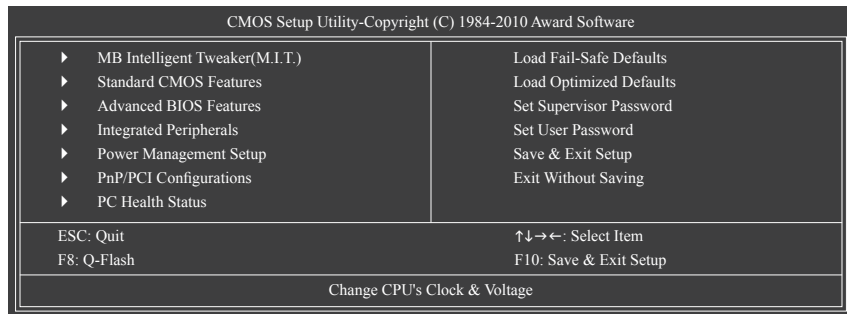 CMOS Setup Utility-Copyright (C) 1984-2010 Award Software
MB Intelligent Tweaker(M.I.T.)
Standard CMOS Features
Advanced BIOS Features
Integrated Peripherals
Power Management Setup
PnP/PCI Configurations
PC Health Status
Load Fail-Safe Defaults
Load Optimized Defaults
Set Supervisor Password
Set User Password
Save & Exit Setup
Exit Without Saving
ESC: Quit
F8: Q-Flash
↑↓→←: Select Item
F10: Save & Exit Setup
Change CPU's Clock & Voltage